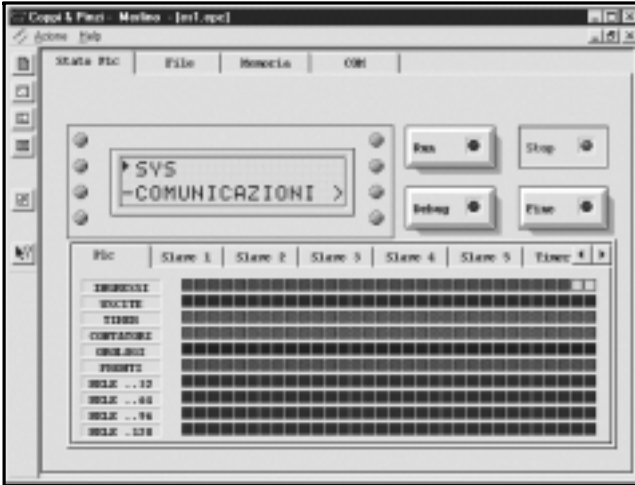 Coppi & Pinzi - Merlino - [es1.epc]
Azione Help
Stato Plc File Memoria COM
SYS
-COMUNICAZIONI >
Run
Stop
Debug
Fine
Plc Slave 1 Slave 2 Slave 3 Slave 4 Slave 5 Timer
INGRESSI
USCITE
TIMER
CONTATORI
OROLOGI
FRONTI
RELE ..32
RELE ..64
RELE ..96
RELE .128